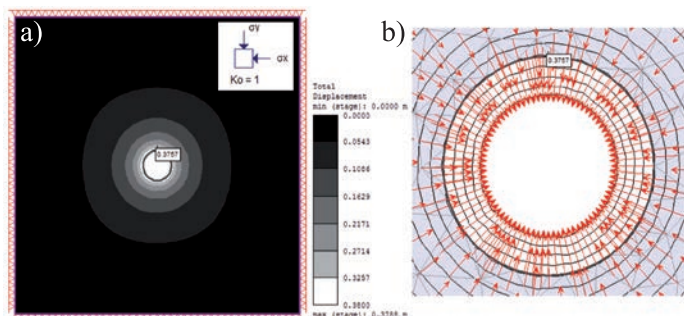 a)
σy
σx
Ko = 1
0.3757
Total
Displacement
min (stage): 0.0000 m
0.0000
0.0543
0.1086
0.1629
0.2171
0.2714
0.3257
0.3800
max (stage): 0.3788 m
b)
0.3757